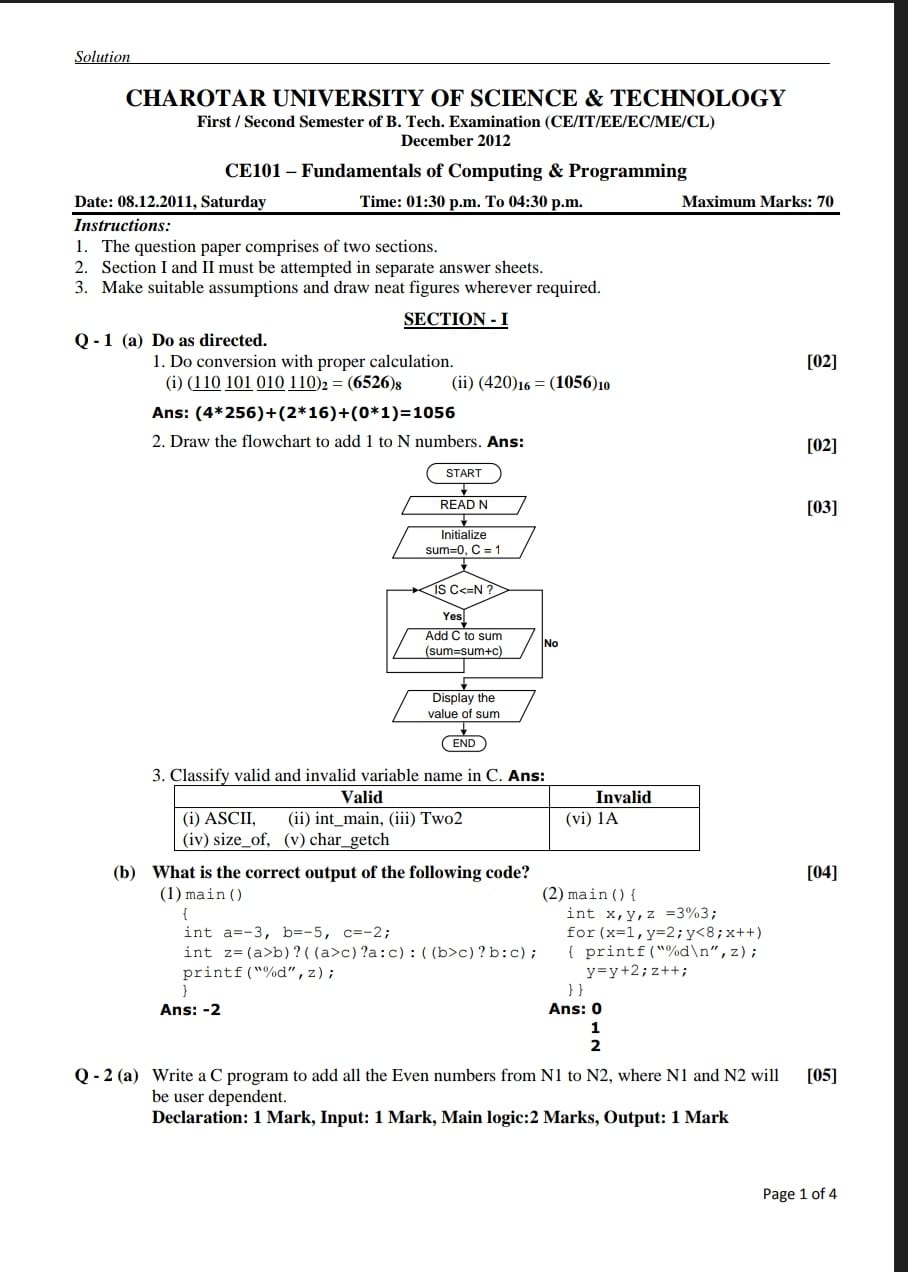 Solution
CHAROTAR UNIVERSITY OF SCIENCE & TECHNOLOGY
First / Second Semester of B. Tech. Examination (CE/IT/EE/EC/ME/CL)
December 2012
CE101 – Fundamentals of Computing & Programming
Date: 08.12.2011, Saturday Time: 01:30 p.m. To 04:30 p.m. Maximum Marks: 70
Instructions:
1. The question paper comprises of two sections.
2. Section I and II must be attempted in separate answer sheets.
3. Make suitable assumptions and draw neat figures wherever required.
SECTION - I
Q - 1 (a) Do as directed.
1. Do conversion with proper calculation. [02]
(i) (110 101 010 110)2 = (6526)8 (ii) (420)16 = (1056)10
Ans: (4*256)+(2*16)+(0*1)=1056
2. Draw the flowchart to add 1 to N numbers. Ans: [02]
START
READ N [03]
Initialize
sum=0, C = 1
IS C<=N ?
Yes
Add C to sum
(sum=sum+c)
No
Display the
value of sum
END
3. Classify valid and invalid variable name in C. Ans:
Valid Invalid
(i) ASCII, (ii) int_main, (iii) Two2 (vi) 1A
(iv) size_of, (v) char_getch
(b) What is the correct output of the following code? [04]
(1) main()
{
int a=-3, b=-5, c=-2;
int z=(a>b)?((a>c)?a:c):((b>c)?b:c);
printf("%d",z);
}
Ans: -2
(2) main(){
int x,y,z =3%3;
for(x=1,y=2;y<8;x++)
{ printf("%d\n",z);
y=y+2;z++;
}}
Ans: 0
1
2
Q - 2 (a) Write a C program to add all the Even numbers from N1 to N2, where N1 and N2 will [05]
be user dependent.
Declaration: 1 Mark, Input: 1 Mark, Main logic:2 Marks, Output: 1 Mark
Page 1 of 4